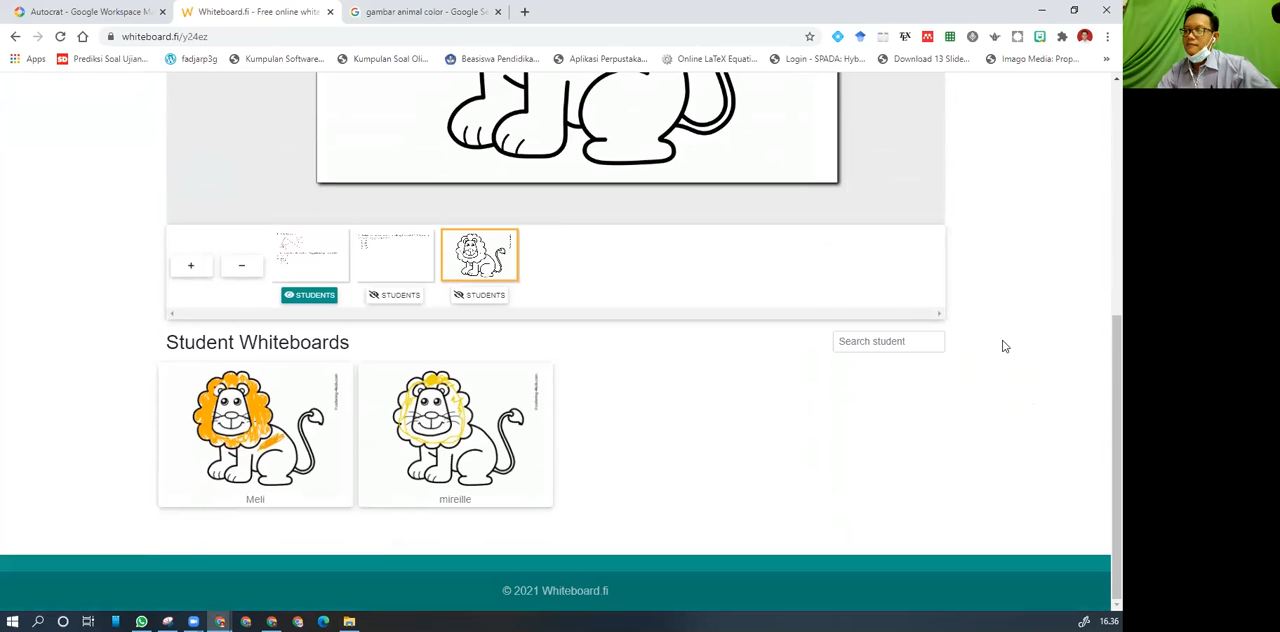 Autocrat - Google Workspace M
Whiteboard.fi - Free online white
gambar animal color - Google Se
whiteboard.fi/y24ez
Apps
Prediksi Soal Ujian...
fadjarp3g
Kumpulan Software...
Kumpulan Soal Oli...
Beasiswa Pendidika...
Aplikasi Perpustaka...
Online LaTeX Equati...
Login - SPADA: Hyb...
Download 13 Slide...
Imago Media: Prop...
»
+
−
STUDENTS
STUDENTS
STUDENTS
Student Whiteboards
Search student
Meli
mireille
© 2021 Whiteboard.fi
16.36